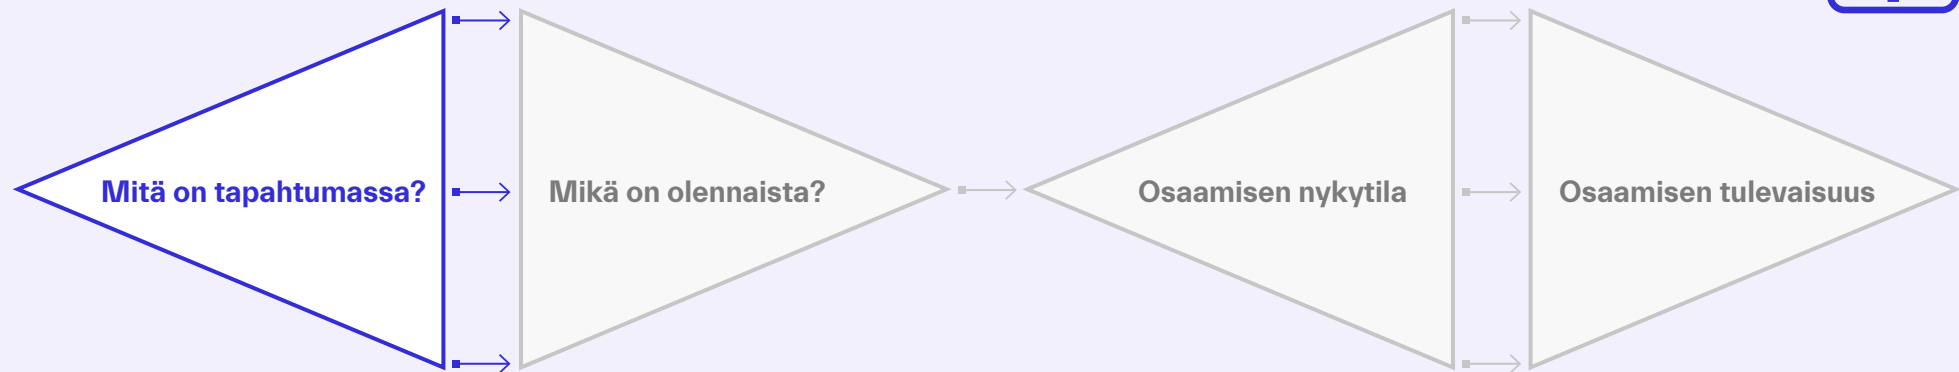 Mitä on tapahtumassa?
Mikä on olennaista?
Osaamisen nykytila
Osaamisen tulevaisuus